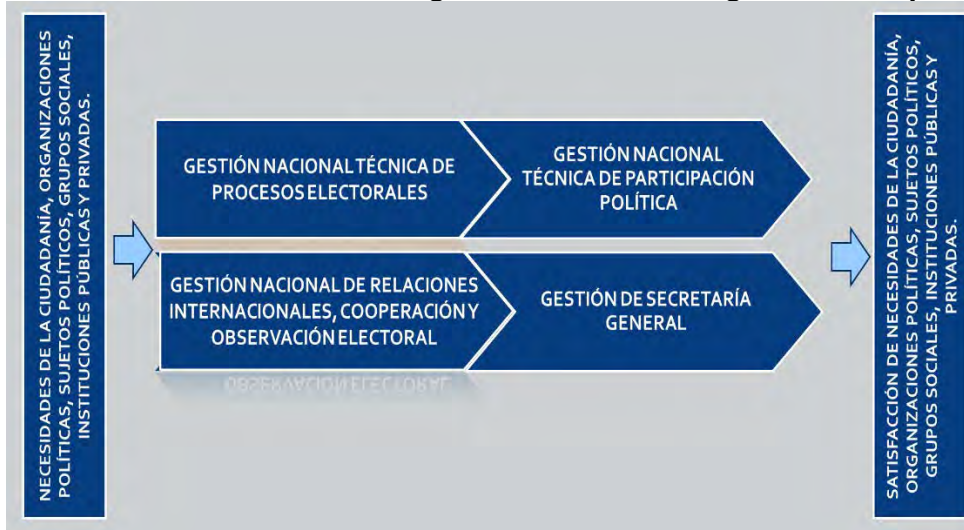 NECESIDADES DE LA CIUDADANÍA, ORGANIZACIONES
POLÍTICAS, SUJETOS POLÍTICOS, GRUPOS SOCIALES,
INSTITUCIONES PÚBLICAS Y PRIVADAS.
GESTIÓN NACIONAL TÉCNICA DE
PROCESOS ELECTORALES
GESTIÓN NACIONAL
TÉCNICA DE PARTICIPACIÓN
POLÍTICA
GESTIÓN NACIONAL DE RELACIONES
INTERNACIONALES, COOPERACIÓN Y
OBSERVACIÓN ELECTORAL
GESTIÓN DE SECRETARÍA
GENERAL
SATISFACCIÓN DE NECESIDADES DE LA CIUDADANÍA,
ORGANIZACIONES POLÍTICAS, SUJETOS POLÍTICOS,
GRUPOS SOCIALES, INSTITUCIONES PÚBLICAS Y
PRIVADAS.